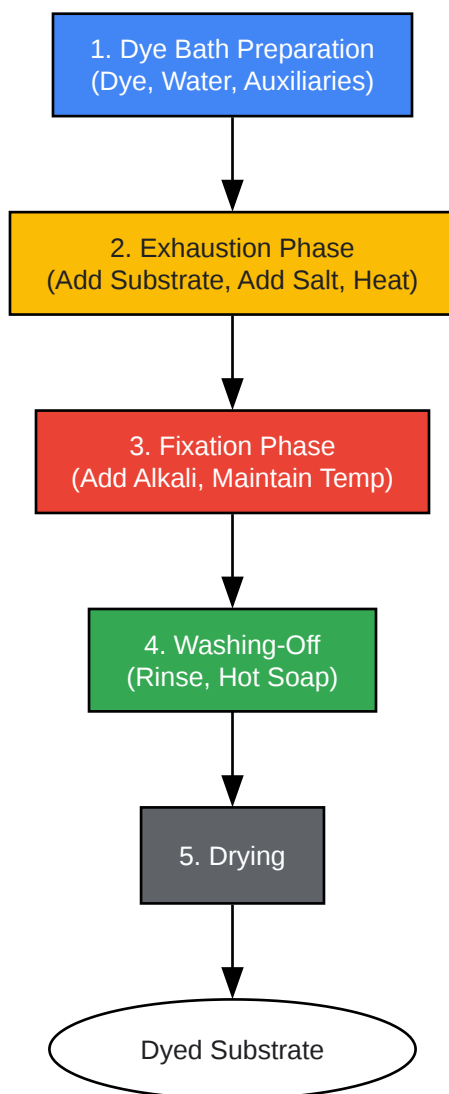 1. Dye Bath Preparation
(Dye, Water, Auxiliaries)
2. Exhaustion Phase
(Add Substrate, Add Salt, Heat)
3. Fixation Phase
(Add Alkali, Maintain Temp)
4. Washing-Off
(Rinse, Hot Soap)
5. Drying
Dyed Substrate